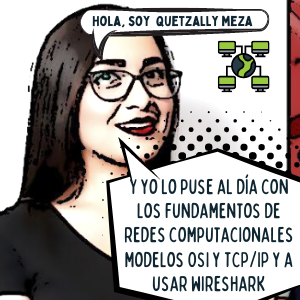 HOLA, SOY QUETZALLY MEZA
Y YO LO PUSE AL DÍA CON
LOS FUNDAMENTOS DE
REDES COMPUTACIONALES
MODELOS OSI Y TCP/IP Y A
USAR WIRESHARK